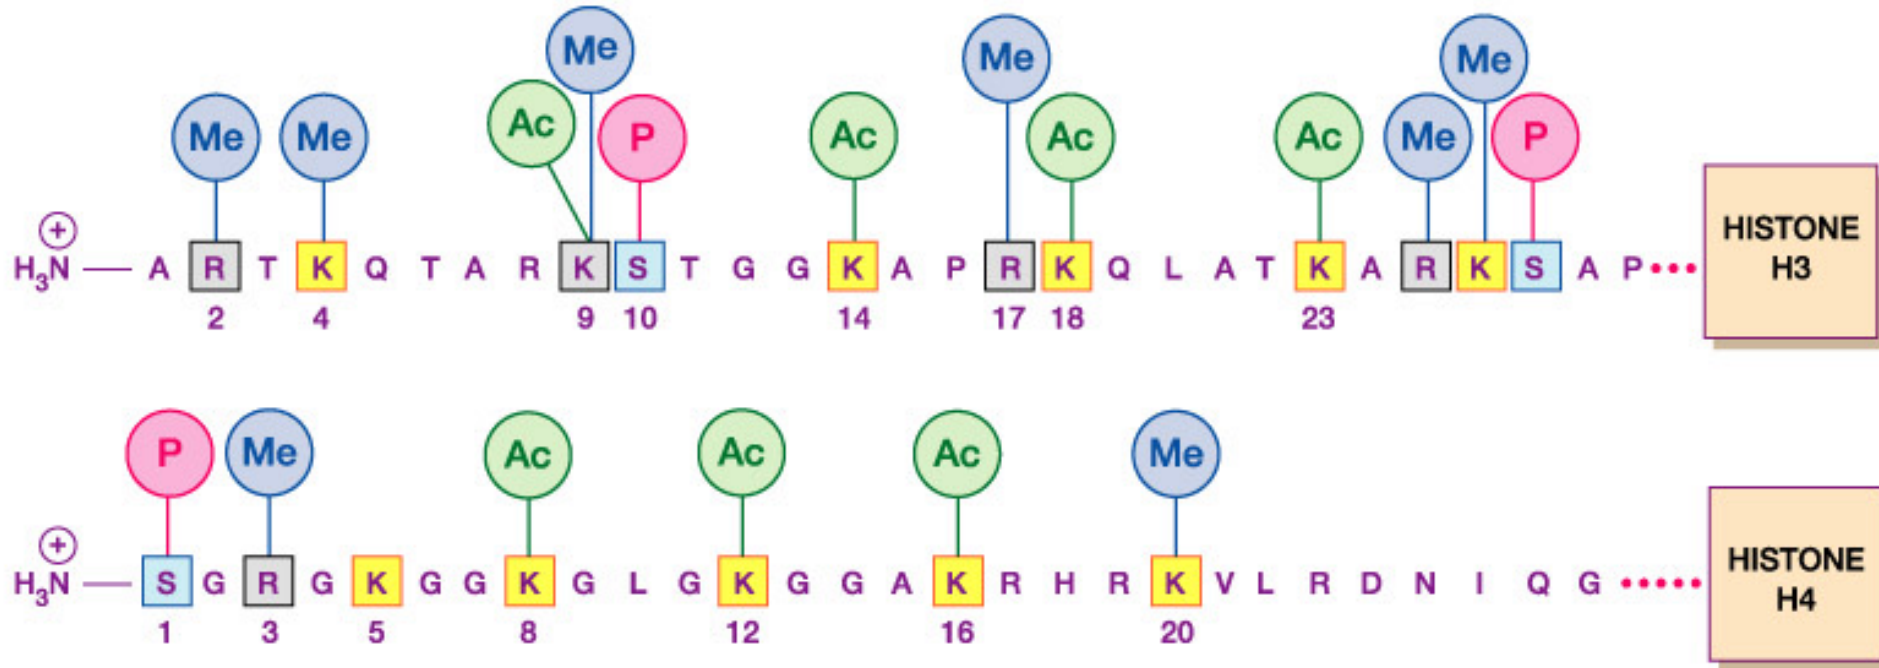 Me
Me Me
Ac P Ac Ac Ac Me P
Me
⊕
H₃N — A R T K Q T A R K S T G G K A P R K Q L A T K A R K S A P
2 4 9 10 14 17 18 23
HISTONE
H3
P Me Ac Ac Ac Me
⊕
H₃N — S G R G K G G K G L G K G G A K R H R K V L R D N I Q G
1 3 5 8 12 16 20
HISTONE
H4